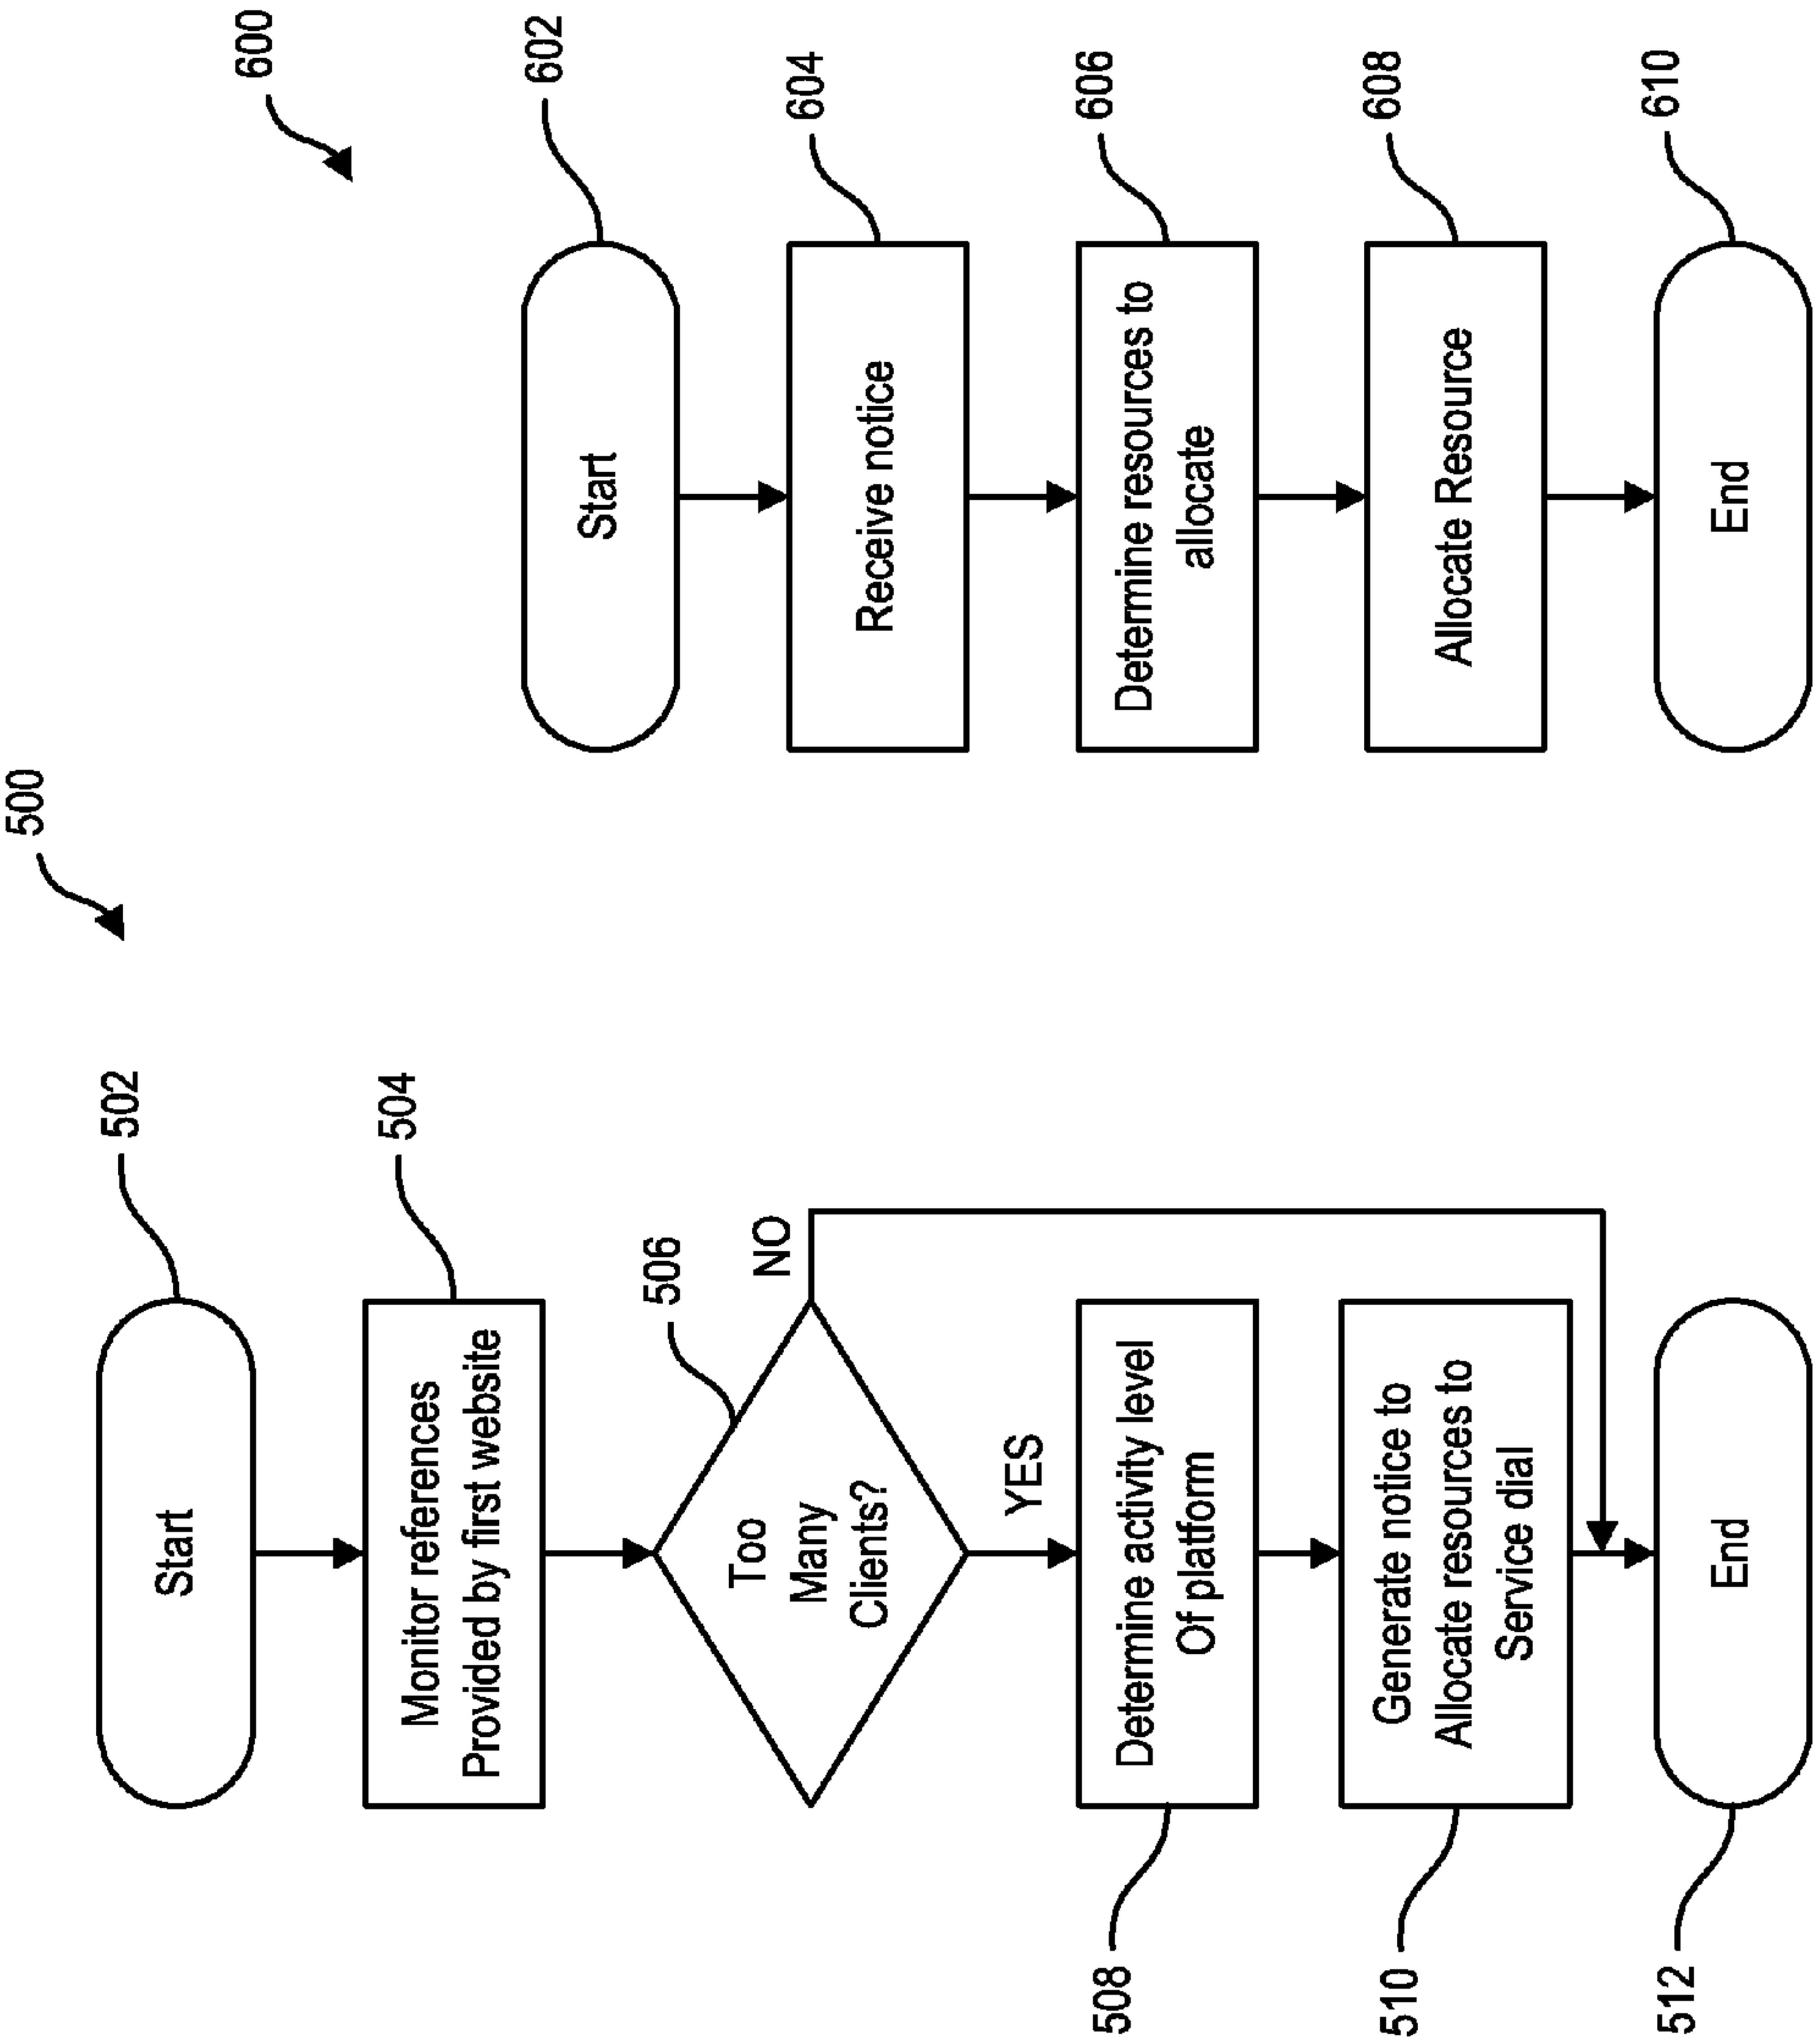 500
502
Start
504
Monitor references
Provided by first website
506
Too
Many
Clients?
NO
YES
508
Determine activity level
Of platform
510
Generate notice to
Allocate resources to
Service dial
512
End
600
602
Start
604
Receive notice
606
Determine resources to
allocate
608
Allocate Resource
610
End